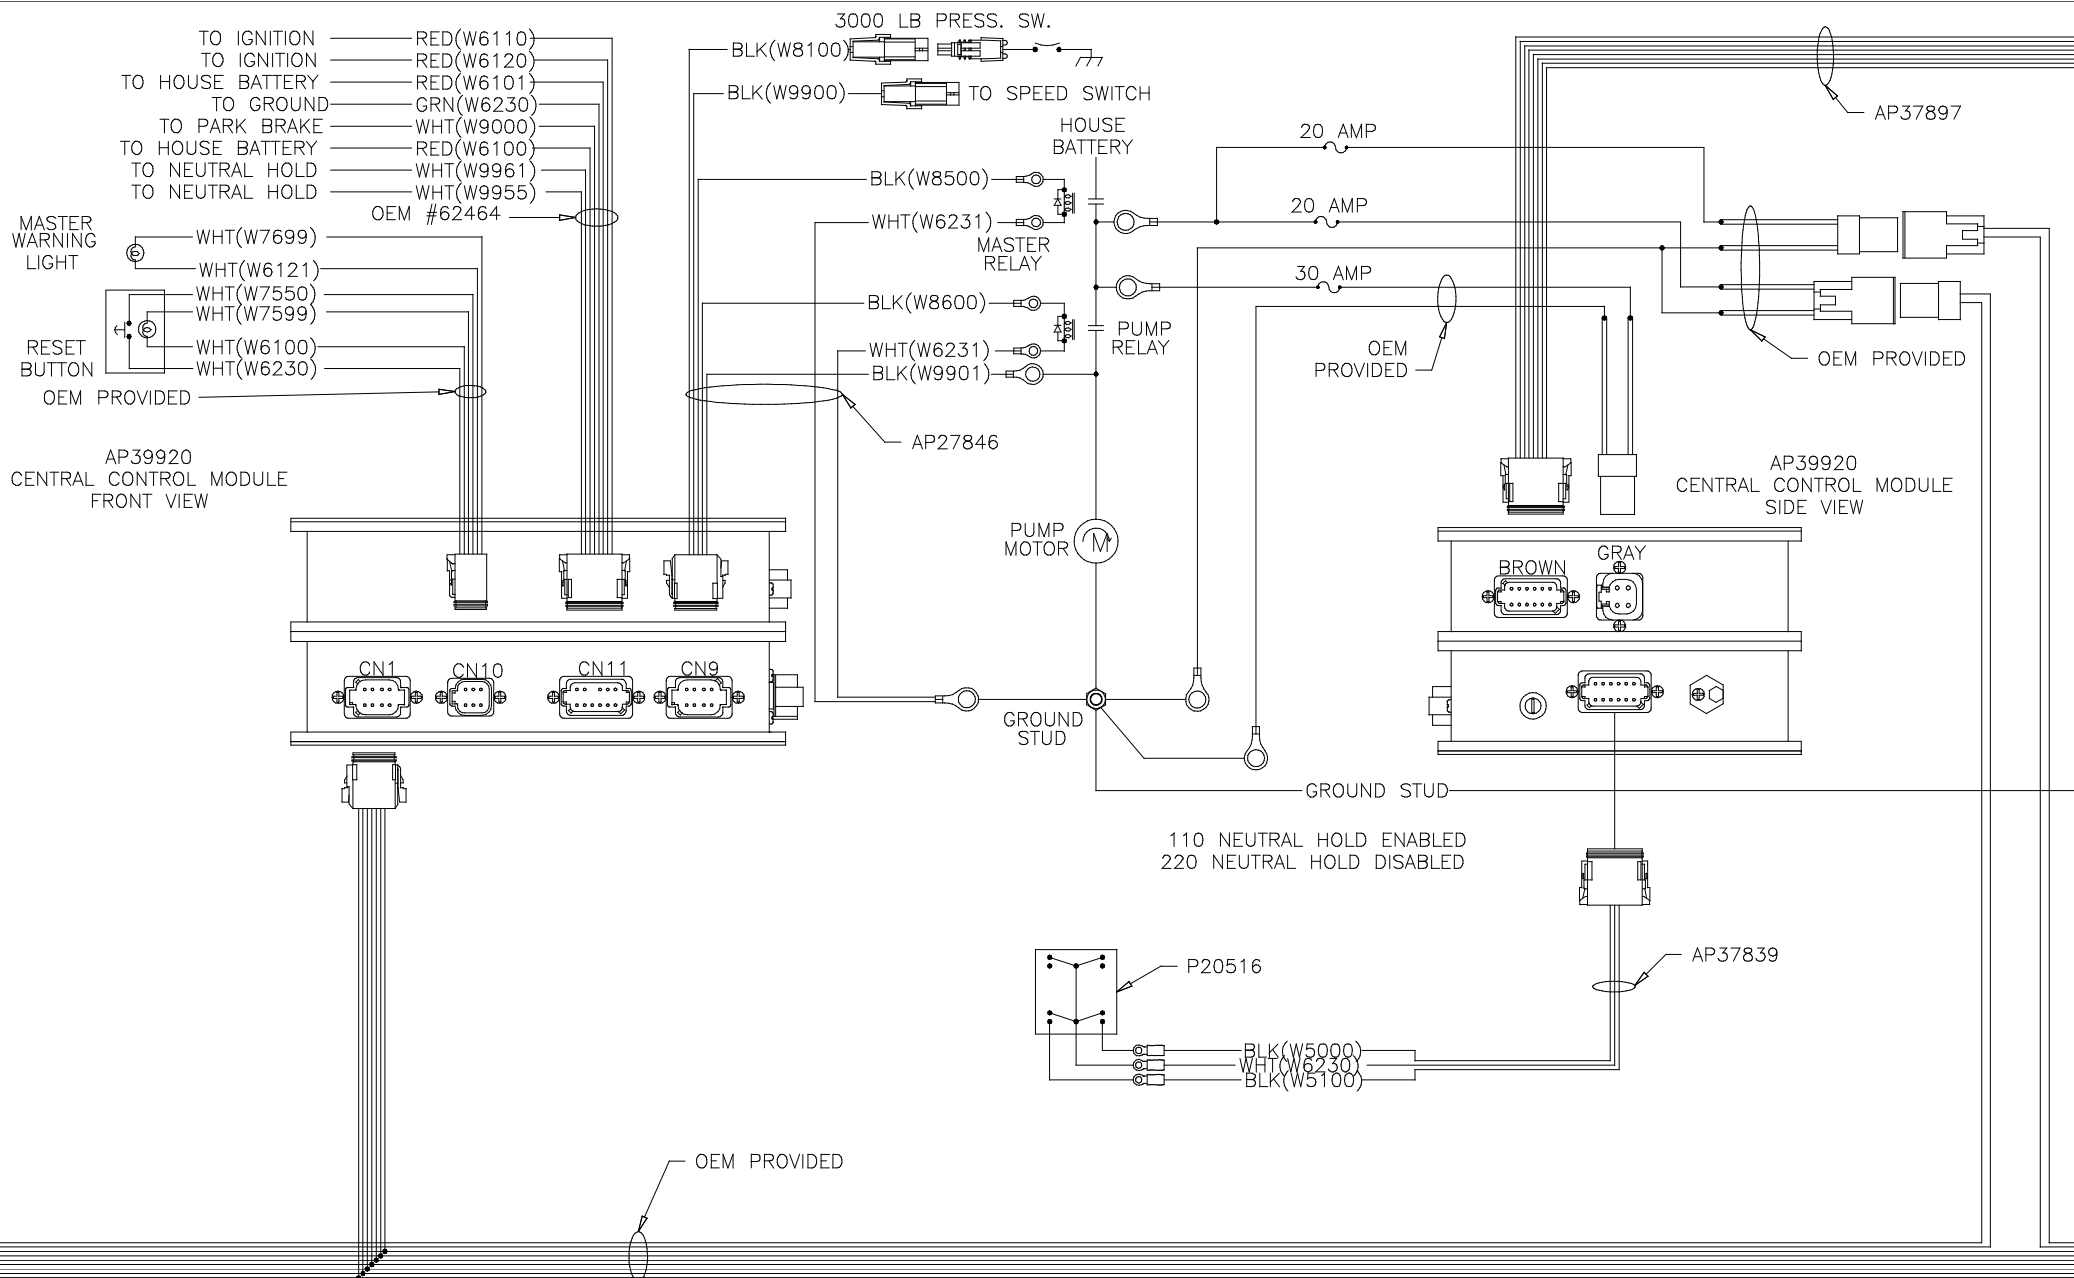 3000 LB PRESS. SW.
TO IGNITION RED(W6110)
TO IGNITION RED(W6120)
TO HOUSE BATTERY RED(W6101)
TO GROUND GRN(W6230)
TO PARK BRAKE WHT(W9000)
TO HOUSE BATTERY RED(W6100)
TO NEUTRAL HOLD WHT(W9961)
TO NEUTRAL HOLD WHT(W9955)
OEM #62464
BLK(W8100)
BLK(W9900) TO SPEED SWITCH
MASTER
WARNING
LIGHT
WHT(W7699)
WHT(W6121)
WHT(W7550)
WHT(W7599)
WHT(W6100)
WHT(W6230)
RESET
BUTTON
OEM PROVIDED
AP39920
CENTRAL CONTROL MODULE
FRONT VIEW
HOUSE
BATTERY
BLK(W8500)
WHT(W6231)
MASTER
RELAY
BLK(W8600)
PUMP
RELAY
WHT(W6231)
BLK(W9901)
AP27846
20 AMP
20 AMP
30 AMP
AP37897
OEM
PROVIDED
OEM PROVIDED
AP39920
CENTRAL CONTROL MODULE
SIDE VIEW
PUMP
MOTOR
M
BROWN
GRAY
CN1
CN10
CN11
CN9
GROUND
STUD
GROUND STUD
110 NEUTRAL HOLD ENABLED
220 NEUTRAL HOLD DISABLED
P20516
AP37839
BLK(W5000)
WHT(W6230)
BLK(W5100)
OEM PROVIDED